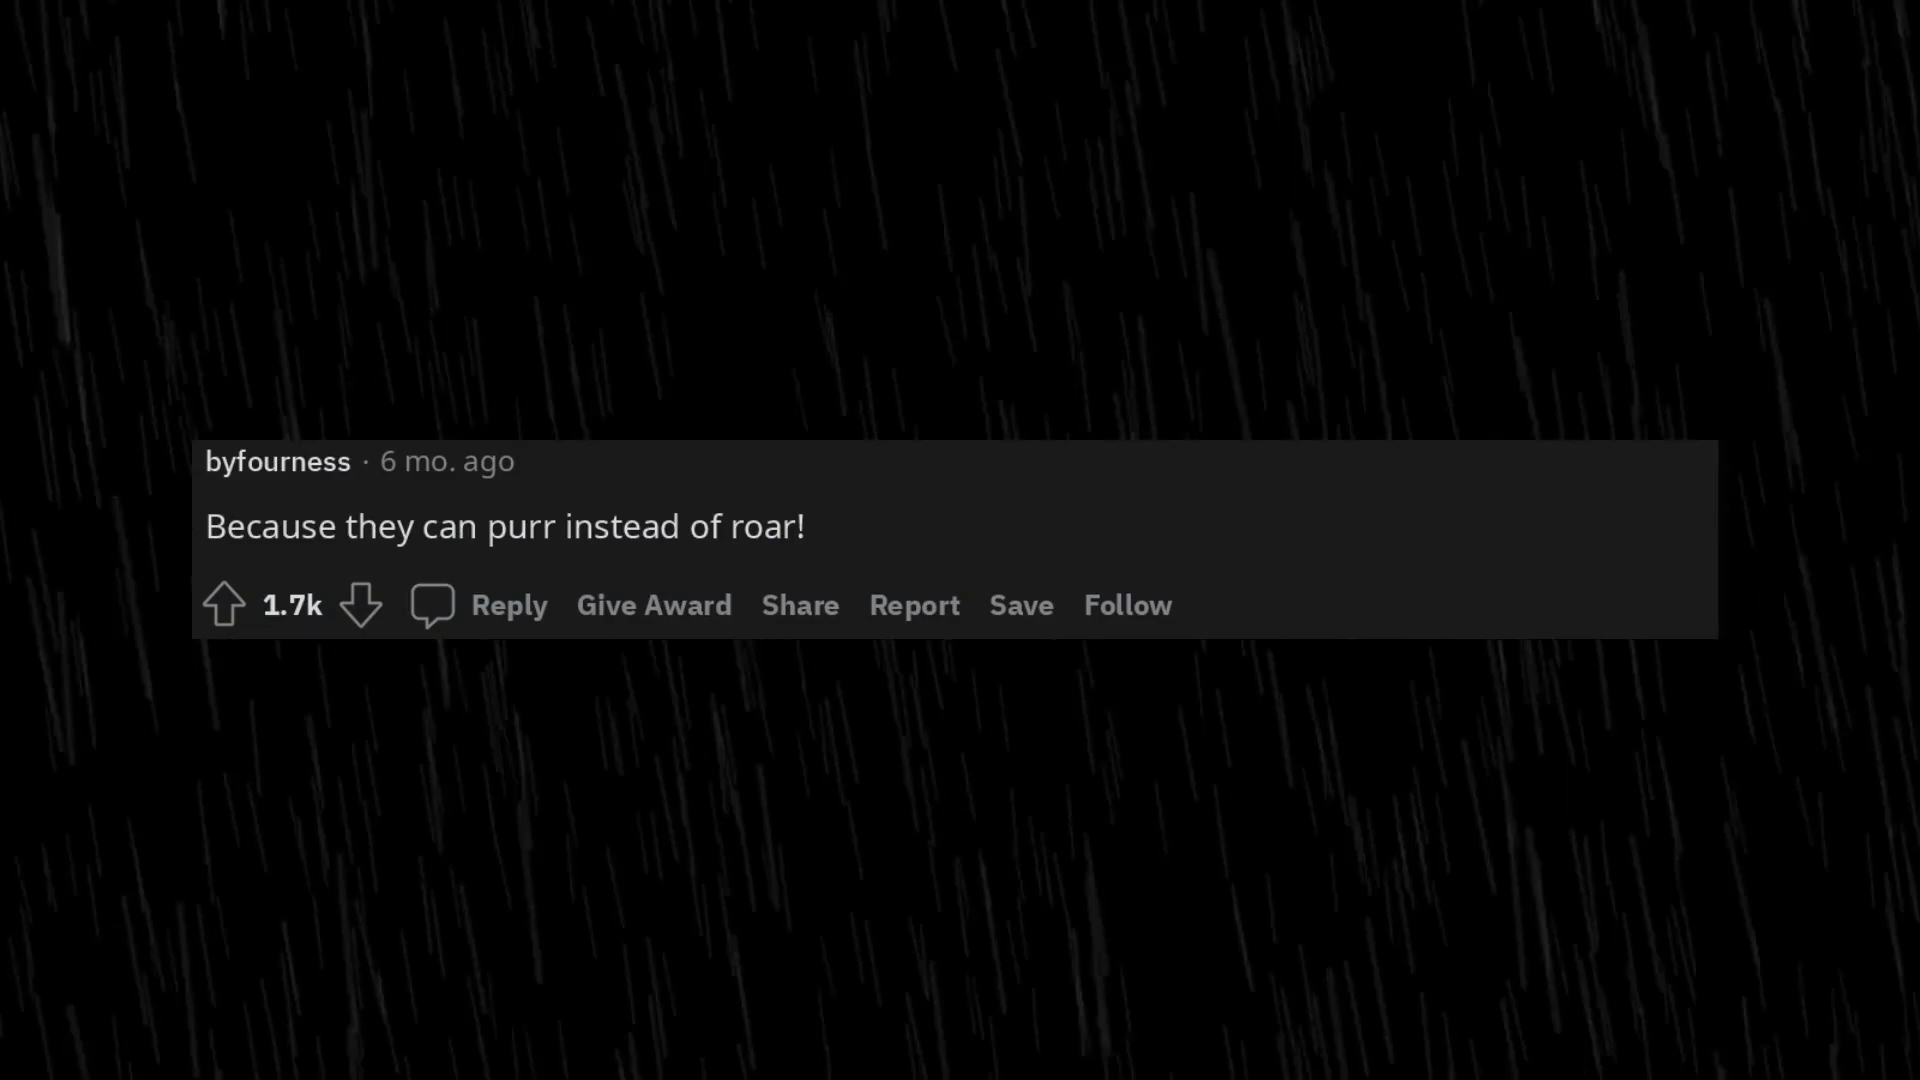 byfourness · 6 mo. ago
Because they can purr instead of roar!
1.7k Reply Give Award Share Report Save Follow